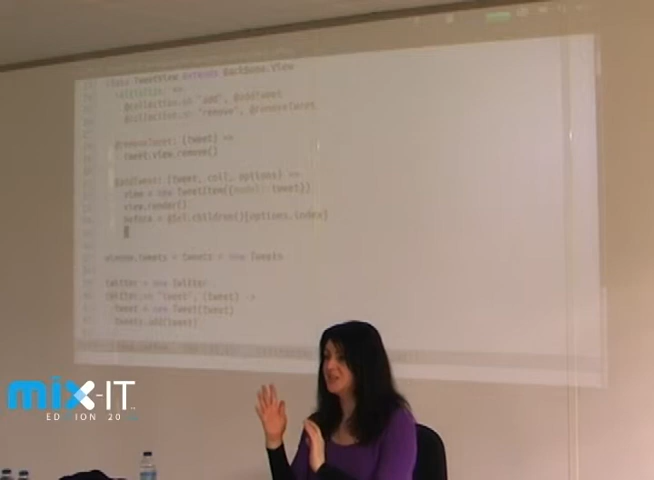 class TweetView extends Backbone.View
initialize: =>
@collection.on "add", @addTweet
@collection.on "remove", @removeTweet
@removeTweet: (tweet) =>
tweet.view.remove()
@addTweet: (tweet, coll, options) =>
view = new TweetItem({model: tweet})
view.render()
before = @$el.children()[options.index]
window.tweets = tweets = new Tweets
twitter = new Twitter
twitter.on "tweet", (tweet) ->
tweet = new Tweet(tweet)
tweets.add(tweet)
mix-IT